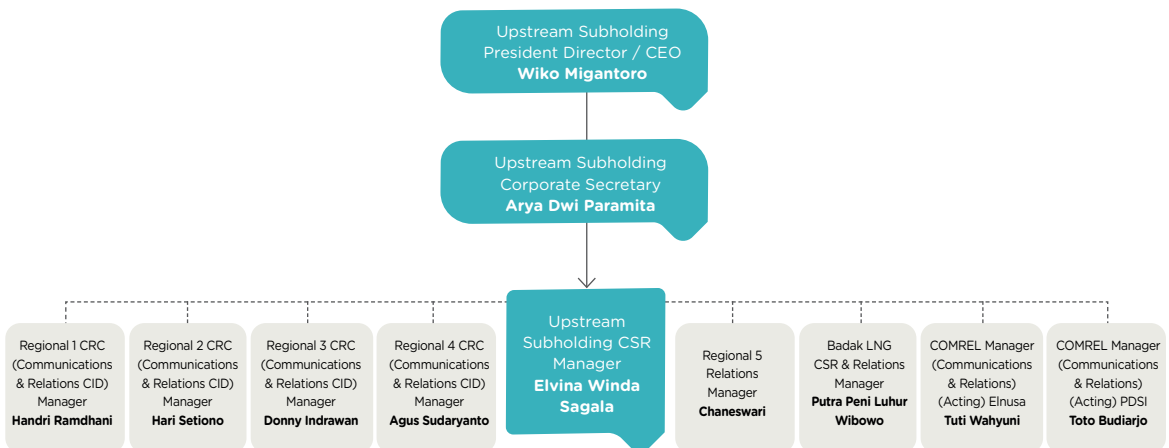 Upstream Subholding
President Director / CEO
Wiko Migantoro
Upstream Subholding
Corporate Secretary
Arya Dwi Paramita
Regional 1 CRC
(Communications
& Relations CID)
Manager
Handri Ramdhani
Regional 2 CRC
(Communications
& Relations CID)
Manager
Hari Setiono
Regional 3 CRC
(Communications
& Relations CID)
Manager
Donny Indrawan
Regional 4 CRC
(Communications
& Relations CID)
Manager
Agus Sudaryanto
Upstream
Subholding CSR
Manager
Elvina Winda
Sagala
Regional 5
Relations
Manager
Chaneswari
Badak LNG
CSR & Relations
Manager
Putra Peni Luhur
Wibowo
COMREL Manager
(Communications
& Relations)
(Acting) Elnusa
Tuti Wahyuni
COMREL Manager
(Communications
& Relations)
(Acting) PDSI
Toto Budiarjo